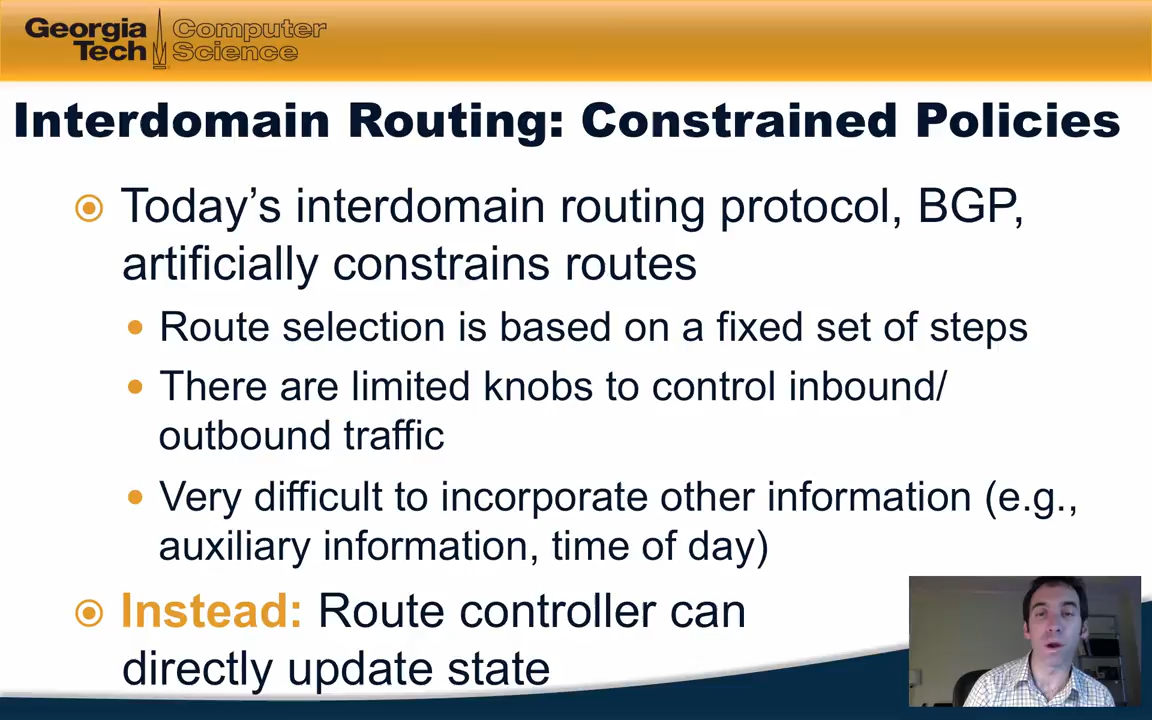 Georgia Tech
Computer Science
Interdomain Routing: Constrained Policies
Today's interdomain routing protocol, BGP,
artificially constrains routes
Route selection is based on a fixed set of steps
There are limited knobs to control inbound/
outbound traffic
Very difficult to incorporate other information (e.g.,
auxiliary information, time of day)
Instead: Route controller can
directly update state